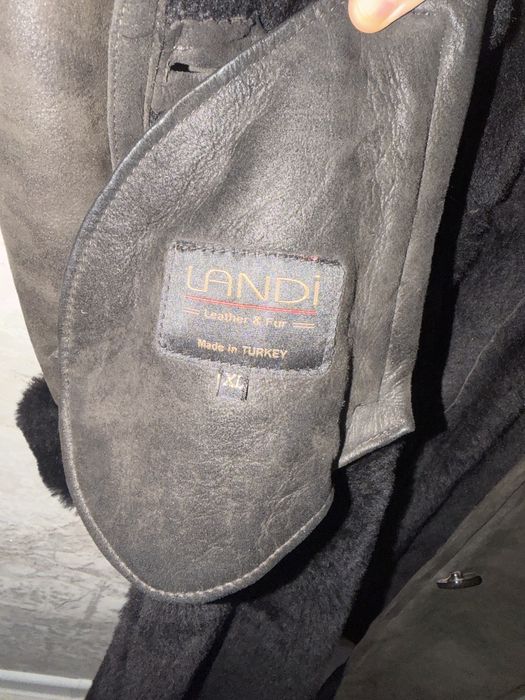 LANDi
Leather & Fur
Made in TURKEY
XL